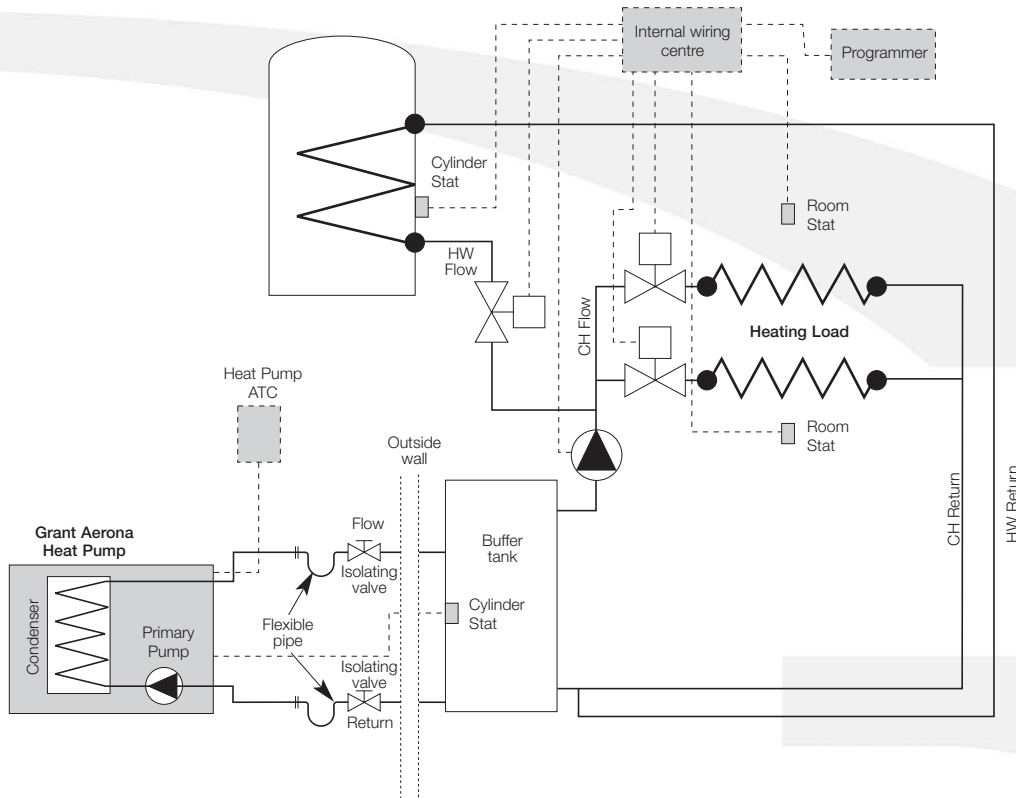 Internal wiring
centre
Programmer
Cylinder
Stat
Room
Stat
HW
Flow
CH Flow
Heating Load
Heat Pump
ATC
Room
Stat
Outside
wall
CH Return
HW Return
Grant Aerona
Heat Pump
Flow
Isolating
valve
Buffer
tank
Condenser
Primary
Pump
Flexible
pipe
Cylinder
Stat
Isolating
valve
Return